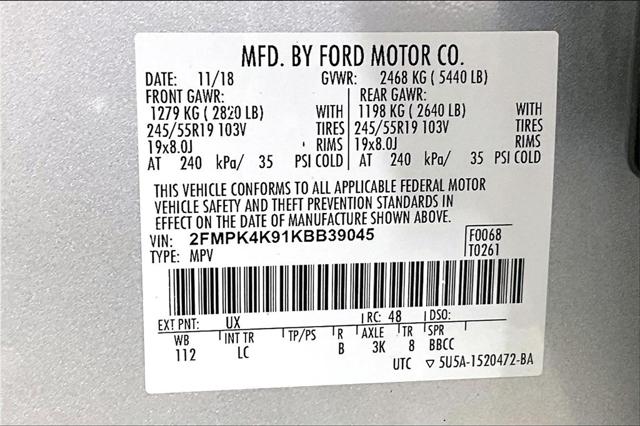 MFD. BY FORD MOTOR CO.
DATE: 11/18 GVWR: 2468 KG ( 5440 LB)
FRONT GAWR: REAR GAWR:
1279 KG ( 2820 LB) WITH 1198 KG ( 2640 LB) WITH
245/55R19 103V TIRES 245/55R19 103V TIRES
19x8.0J RIMS 19x8.0J RIMS
AT 240 kPa/ 35 PSI COLD AT 240 kPa/ 35 PSI COLD
THIS VEHICLE CONFORMS TO ALL APPLICABLE FEDERAL MOTOR
VEHICLE SAFETY AND THEFT PREVENTION STANDARDS IN
EFFECT ON THE DATE OF MANUFACTURE SHOWN ABOVE.
VIN: 2FMPK4K91KBB39045 F0068
TYPE: MPV T0261
EXT PNT: UX RC: 48 DSO:
WB INT TR TP/PS R AXLE TR SPR
112 LC B 3K 8 BBCC
UTC ▽ 5U5A-1520472-BA